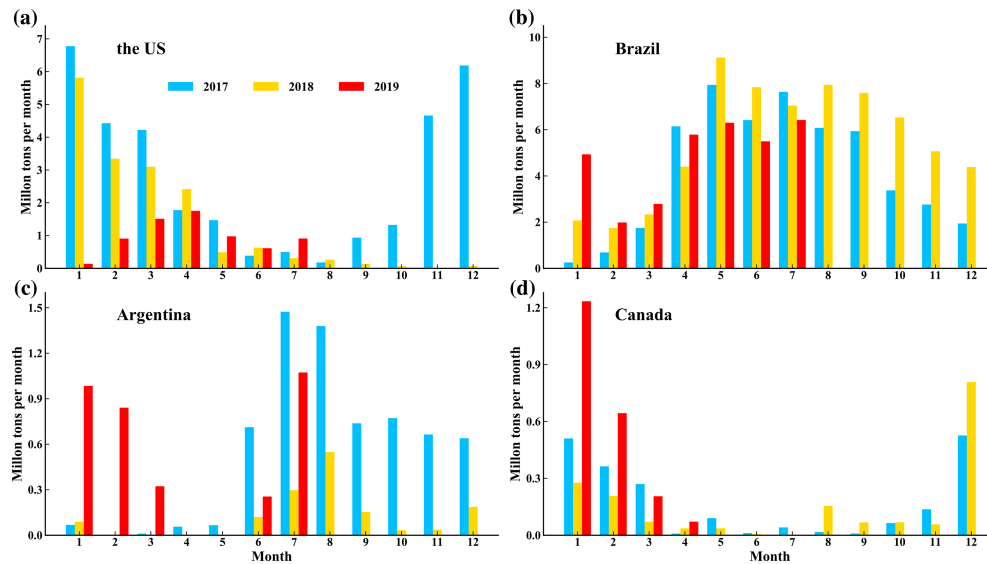 (a)
the US
2017 2018 2019
Millon tons per month
7
6
5
4
3
2
1
0
1 2 3 4 5 6 7 8 9 10 11 12
(b)
Brazil
Millon tons per month
10
8
6
4
2
0
1 2 3 4 5 6 7 8 9 10 11 12
(c)
Argentina
Millon tons per month
1.5
1.2
0.9
0.6
0.3
0.0
1 2 3 4 5 6 7 8 9 10 11 12
Month
(d)
Canada
Millon tons per month
1.2
0.9
0.6
0.3
0.0
1 2 3 4 5 6 7 8 9 10 11 12
Month